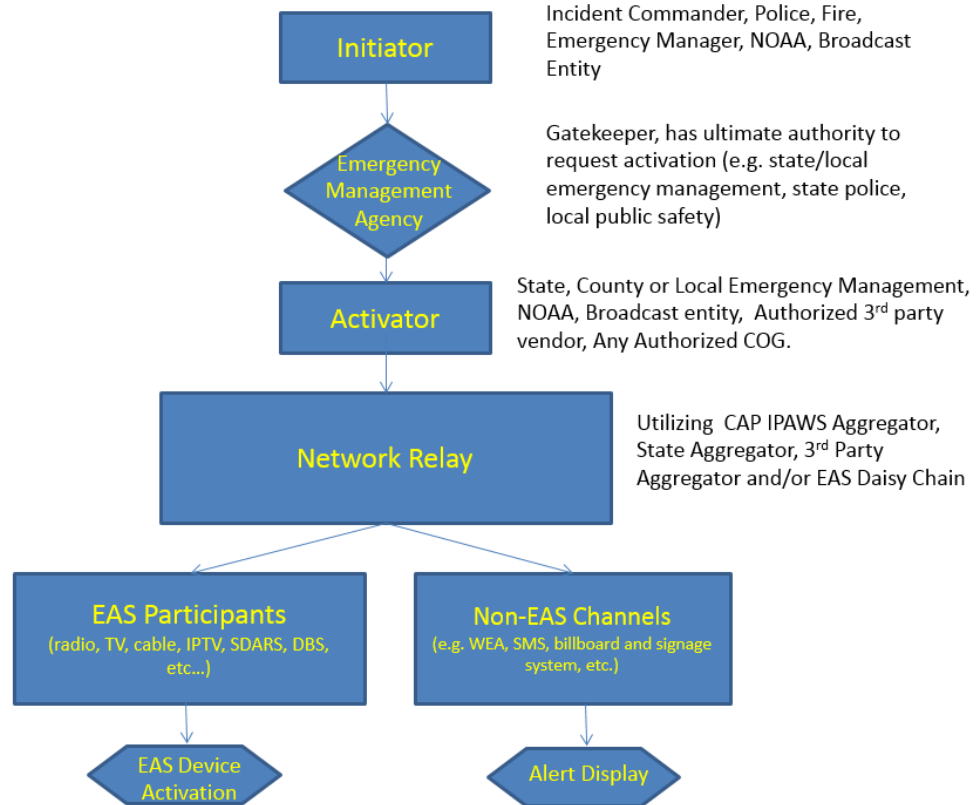 Initiator
Incident Commander, Police, Fire,
Emergency Manager, NOAA, Broadcast
Entity
Emergency
Management
Agency
Gatekeeper, has ultimate authority to
request activation (e.g. state/local
emergency management, state police,
local public safety)
Activator
State, County or Local Emergency Management,
NOAA, Broadcast entity,  Authorized 3rd party
vendor, Any Authorized COG.
Network Relay
Utilizing  CAP IPAWS Aggregator,
State Aggregator, 3rd Party
Aggregator and/or EAS Daisy Chain
EAS Participants
(radio, TV, cable, IPTV, SDARS, DBS,
etc...)
Non-EAS Channels
(e.g. WEA, SMS, billboard and signage
system, etc.)
EAS Device
Activation
Alert Display